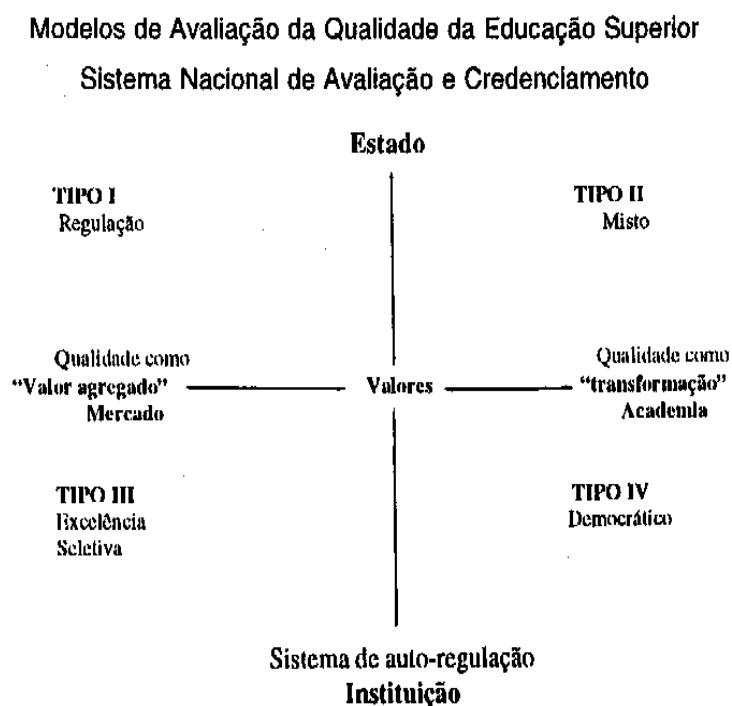 Modelos de Avaliação da Qualidade da Educação Superior
Sistema Nacional de Avaliação e Credenciamento
Estado
TIPO I
Regulação
TIPO II
Misto
Qualidade como
"Valor agregado"
Mercado
Valores
Qualidade como
"transformação"
Academia
TIPO III
Excelência
Seletiva
TIPO IV
Democrático
Sistema de auto-regulação
Instituição